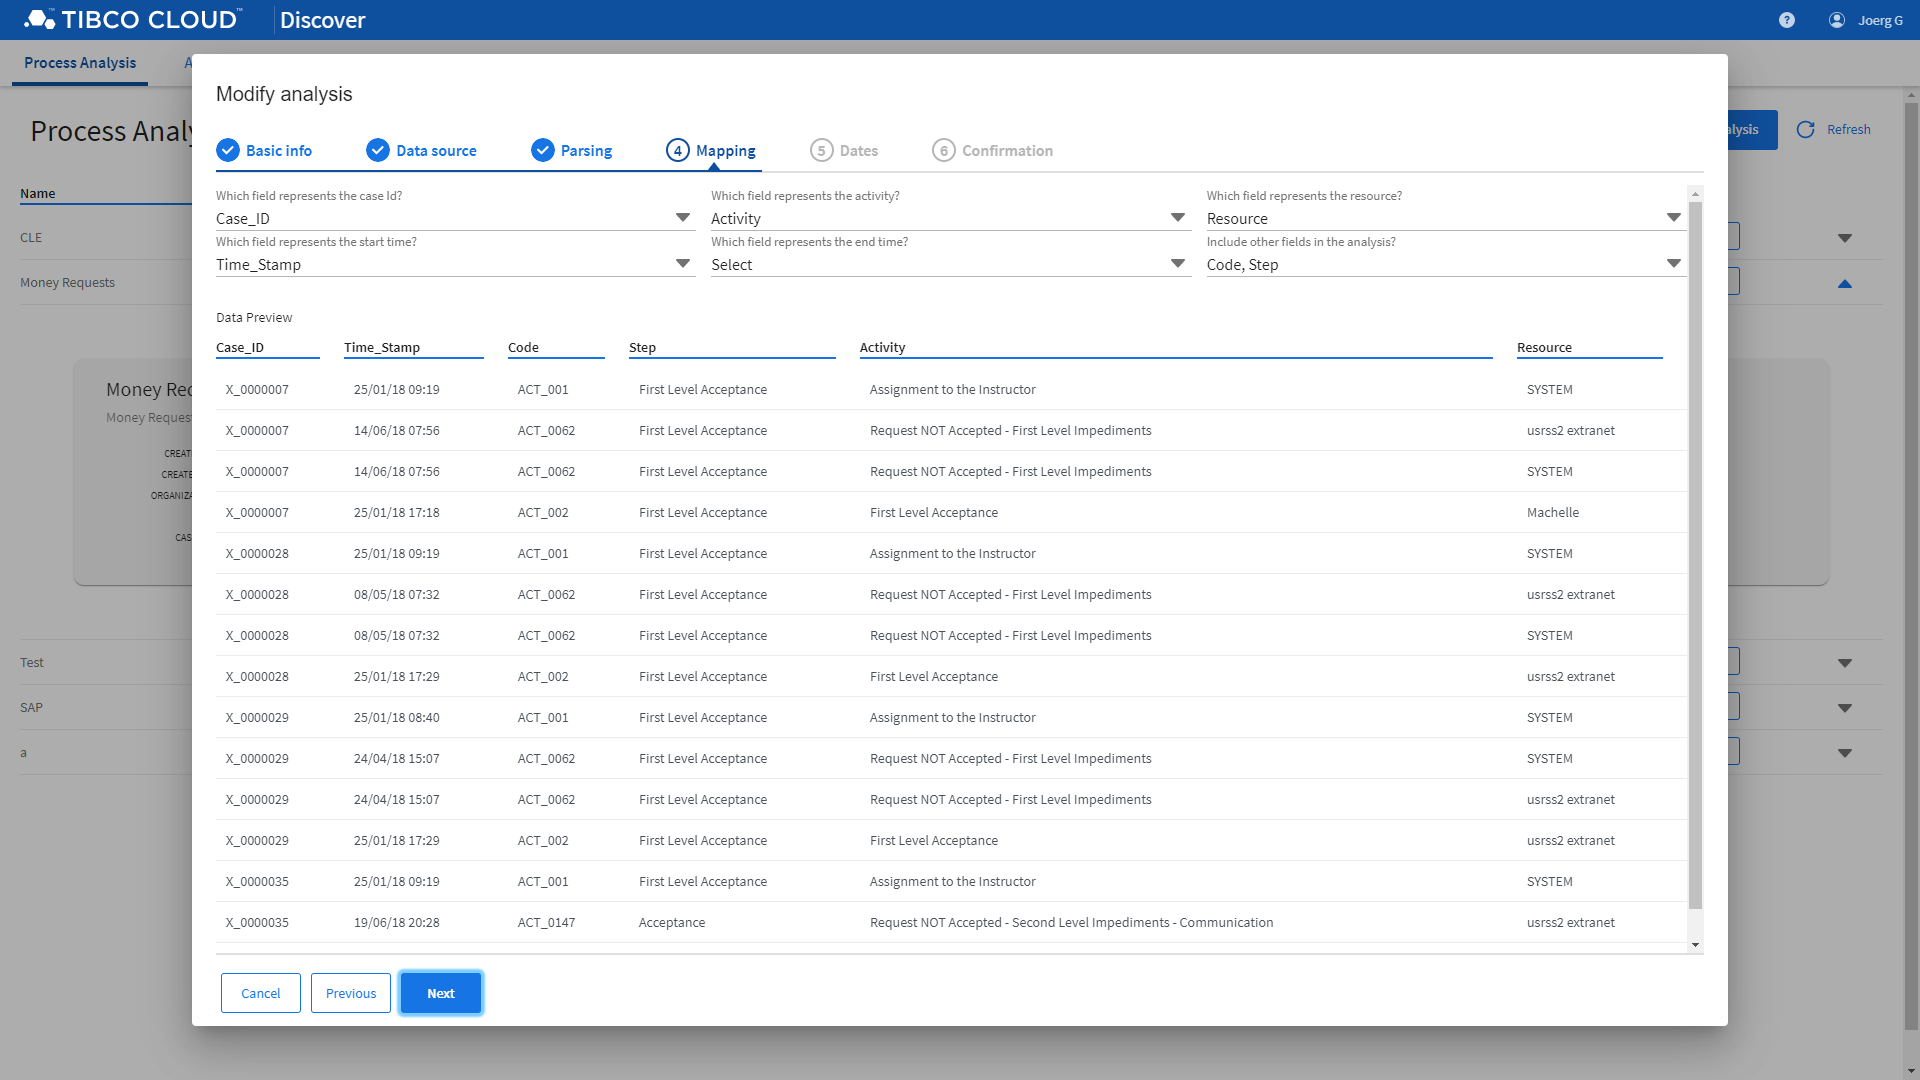 TIBCO CLOUD™ Discover ? Joerg G
Process Analysis A
Process Analy alysis Refresh
Name
CLE
Money Requests
Money Rec
Money Request
CREAT
CREATE
ORGANIZA
CAS
Test
SAP
a
Modify analysis
Basic info Data source Parsing 4 Mapping 5 Dates 6 Confirmation
Which field represents the case Id? Which field represents the activity? Which field represents the resource?
Case_ID Activity Resource
Which field represents the start time? Which field represents the end time? Include other fields in the analysis?
Time_Stamp Select Code, Step
Data Preview
Case_ID Time_Stamp Code Step Activity Resource
X_0000007 25/01/18 09:19 ACT_001 First Level Acceptance Assignment to the Instructor SYSTEM
X_0000007 14/06/18 07:56 ACT_0062 First Level Acceptance Request NOT Accepted - First Level Impediments usrss2 extranet
X_0000007 14/06/18 07:56 ACT_0062 First Level Acceptance Request NOT Accepted - First Level Impediments SYSTEM
X_0000007 25/01/18 17:18 ACT_002 First Level Acceptance First Level Acceptance Machelle
X_0000028 25/01/18 09:19 ACT_001 First Level Acceptance Assignment to the Instructor SYSTEM
X_0000028 08/05/18 07:32 ACT_0062 First Level Acceptance Request NOT Accepted - First Level Impediments usrss2 extranet
X_0000028 08/05/18 07:32 ACT_0062 First Level Acceptance Request NOT Accepted - First Level Impediments SYSTEM
X_0000028 25/01/18 17:29 ACT_002 First Level Acceptance First Level Acceptance usrss2 extranet
X_0000029 25/01/18 08:40 ACT_001 First Level Acceptance Assignment to the Instructor SYSTEM
X_0000029 24/04/18 15:07 ACT_0062 First Level Acceptance Request NOT Accepted - First Level Impediments SYSTEM
X_0000029 24/04/18 15:07 ACT_0062 First Level Acceptance Request NOT Accepted - First Level Impediments usrss2 extranet
X_0000029 25/01/18 17:29 ACT_002 First Level Acceptance First Level Acceptance usrss2 extranet
X_0000035 25/01/18 09:19 ACT_001 First Level Acceptance Assignment to the Instructor SYSTEM
X_0000035 19/06/18 20:28 ACT_0147 Acceptance Request NOT Accepted - Second Level Impediments - Communication usrss2 extranet
Cancel Previous Next